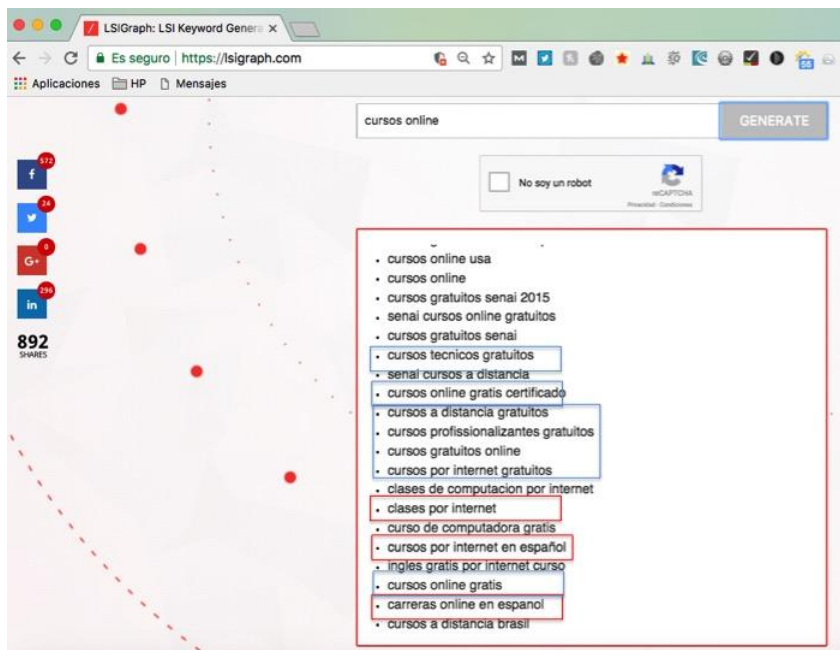 LSIGraph: LSI Keyword Genera
Es seguro | https://lsigraph.com
56
Aplicaciones HP Mensajes
cursos online GENERATE
No soy un robot
reCAPTCHA
Privacidad - Condiciones
572
f
24
0
G+
296
in
892
SHARES
cursos online usa
cursos online
cursos gratuitos senai 2015
senai cursos online gratuitos
cursos gratuitos senai
cursos tecnicos gratuitos
senai cursos a distancia
cursos online gratis certificado
cursos a distancia gratuitos
cursos profissionalizantes gratuitos
cursos gratuitos online
cursos por internet gratuitos
clases de computacion por internet
clases por internet
curso de computadora gratis
cursos por internet en español
ingles gratis por internet curso
cursos online gratis
carreras online en espanol
cursos a distancia brasil